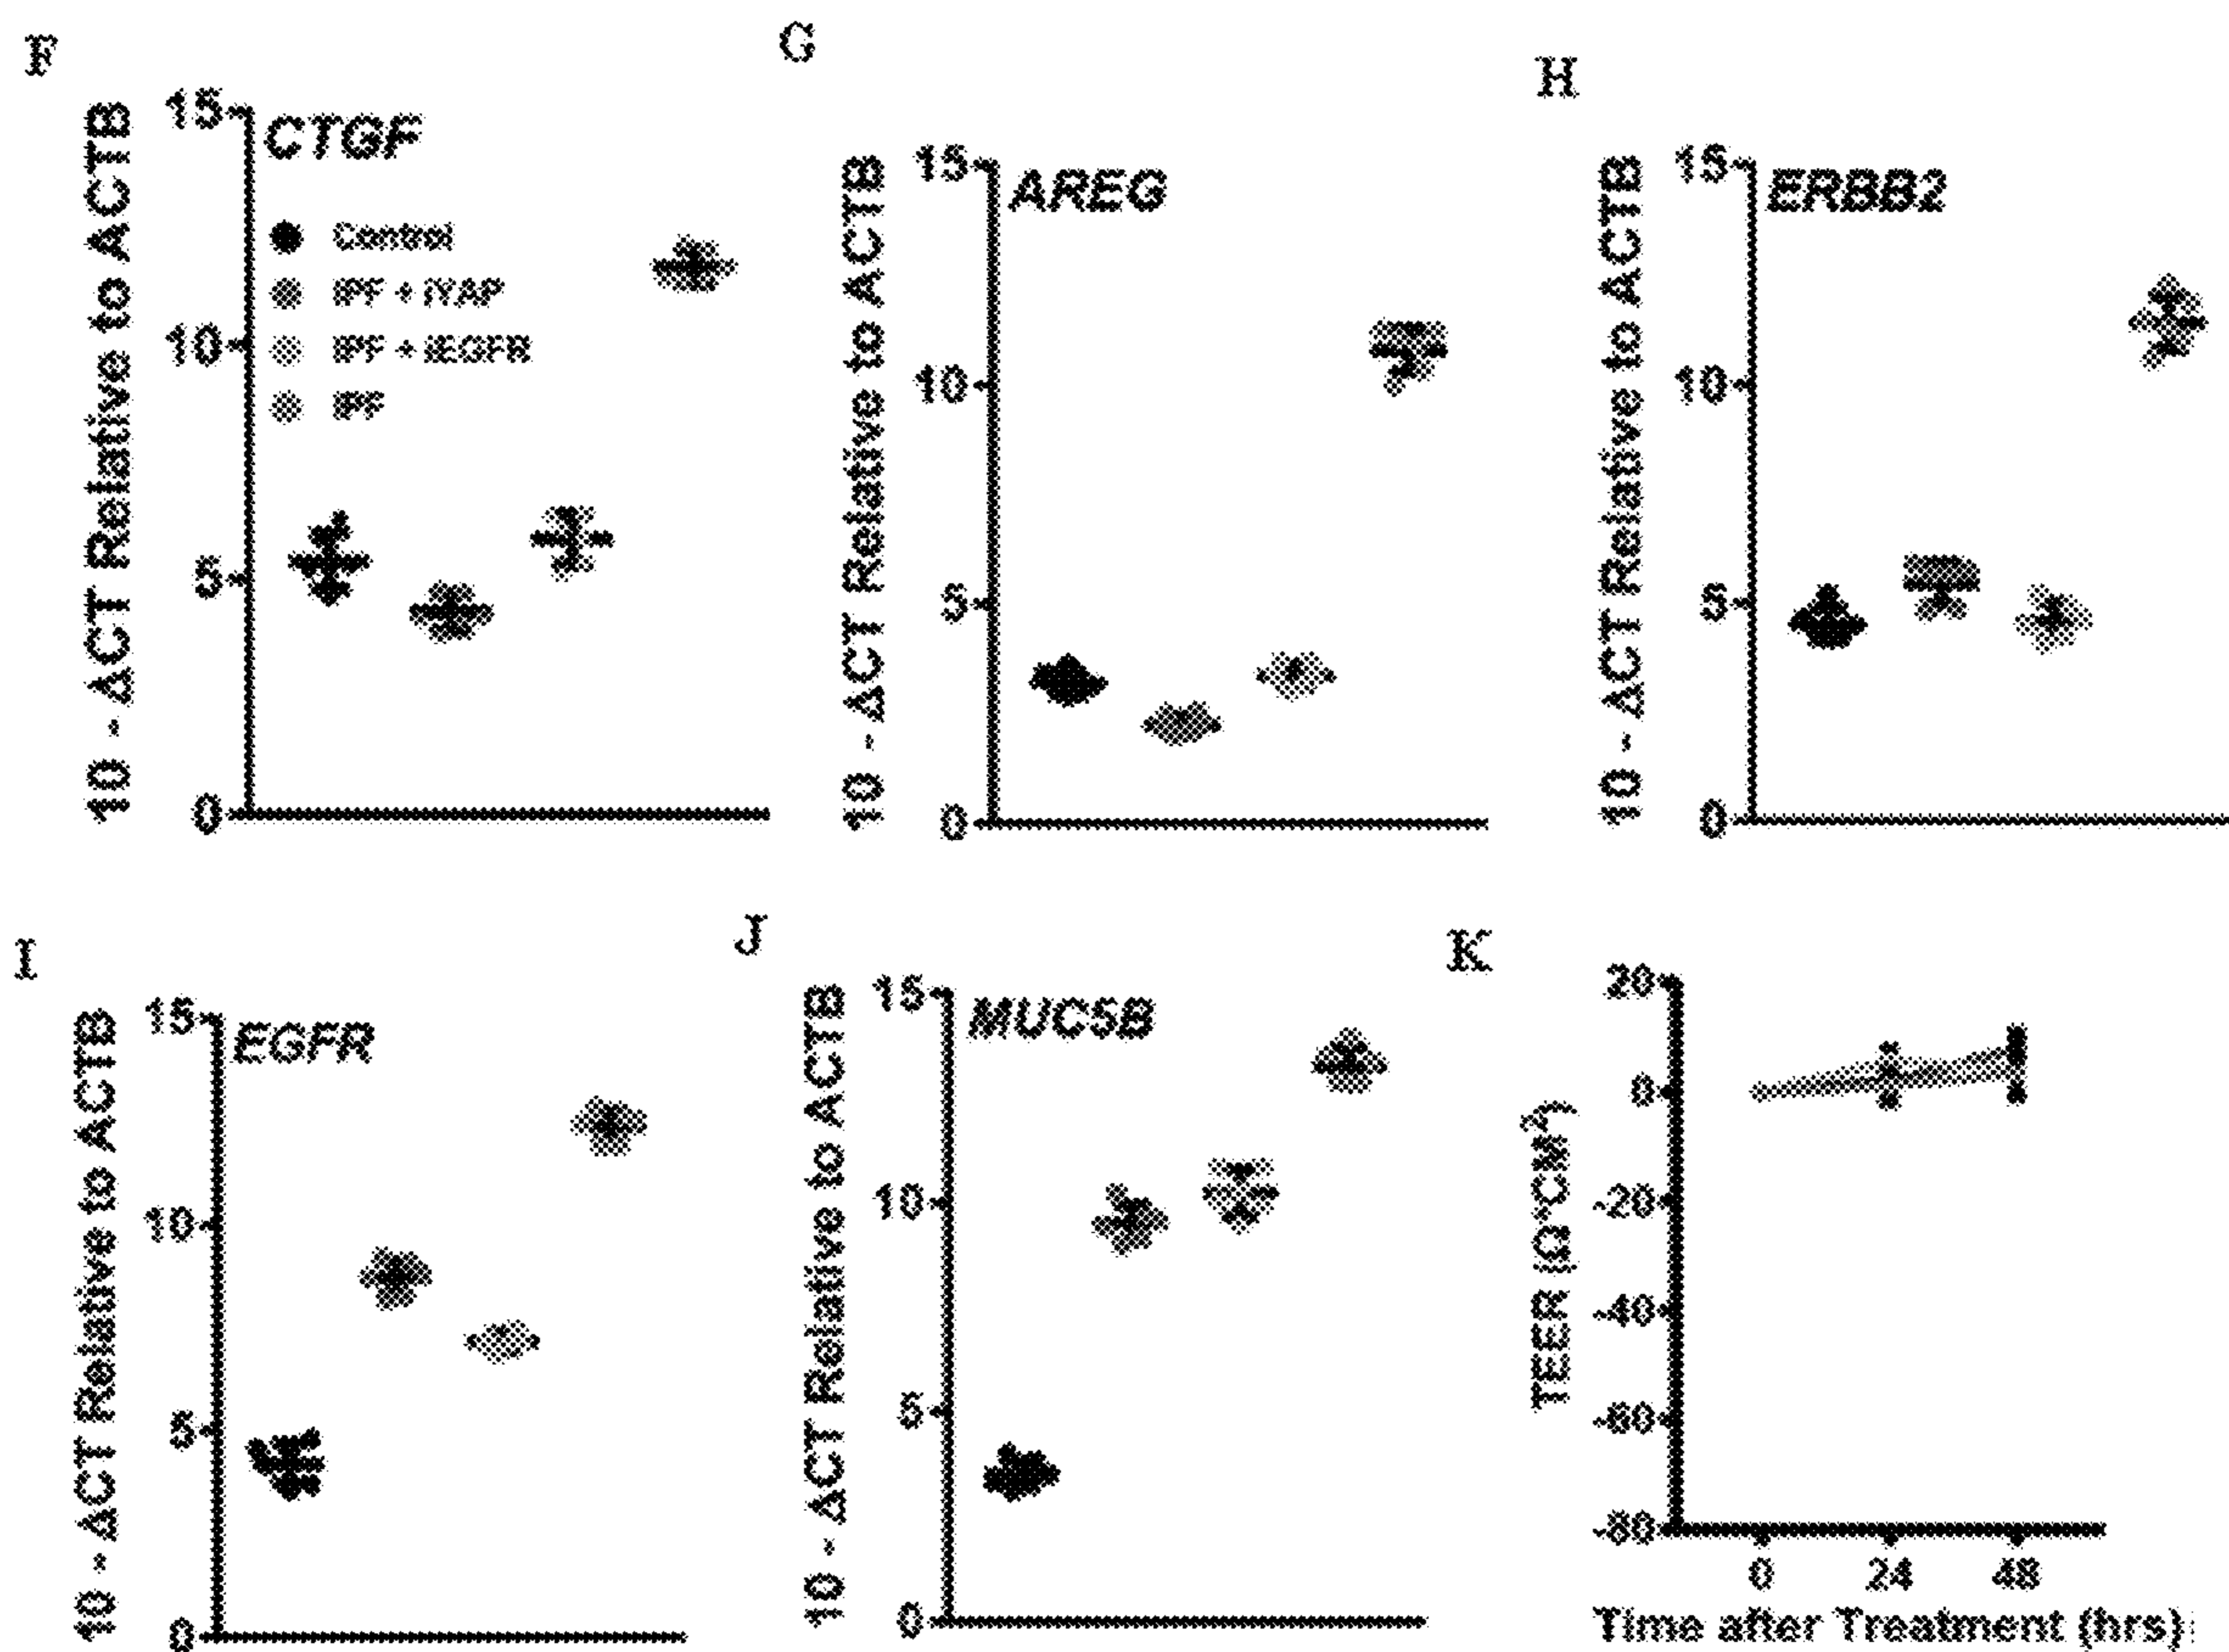 F
15
CTGF
Control
IPF + iYAP
IPF + iEGFR
IPF
10
5
0
10 - ΔCT Relative to ACTB
G
15
AREG
10
5
0
10 - ΔCT Relative to ACTB
H
15
ERBB2
10
5
0
10 - ΔCT Relative to ACTB
I
15
EGFR
10
5
0
10 - ΔCT Relative to ACTB
J
15
MUC5B
10
5
0
10 - ΔCT Relative to ACTB
K
20
0
-20
-40
-60
-80
TEER (Ω*CM²)
0 24 48
Time after Treatment (hrs)